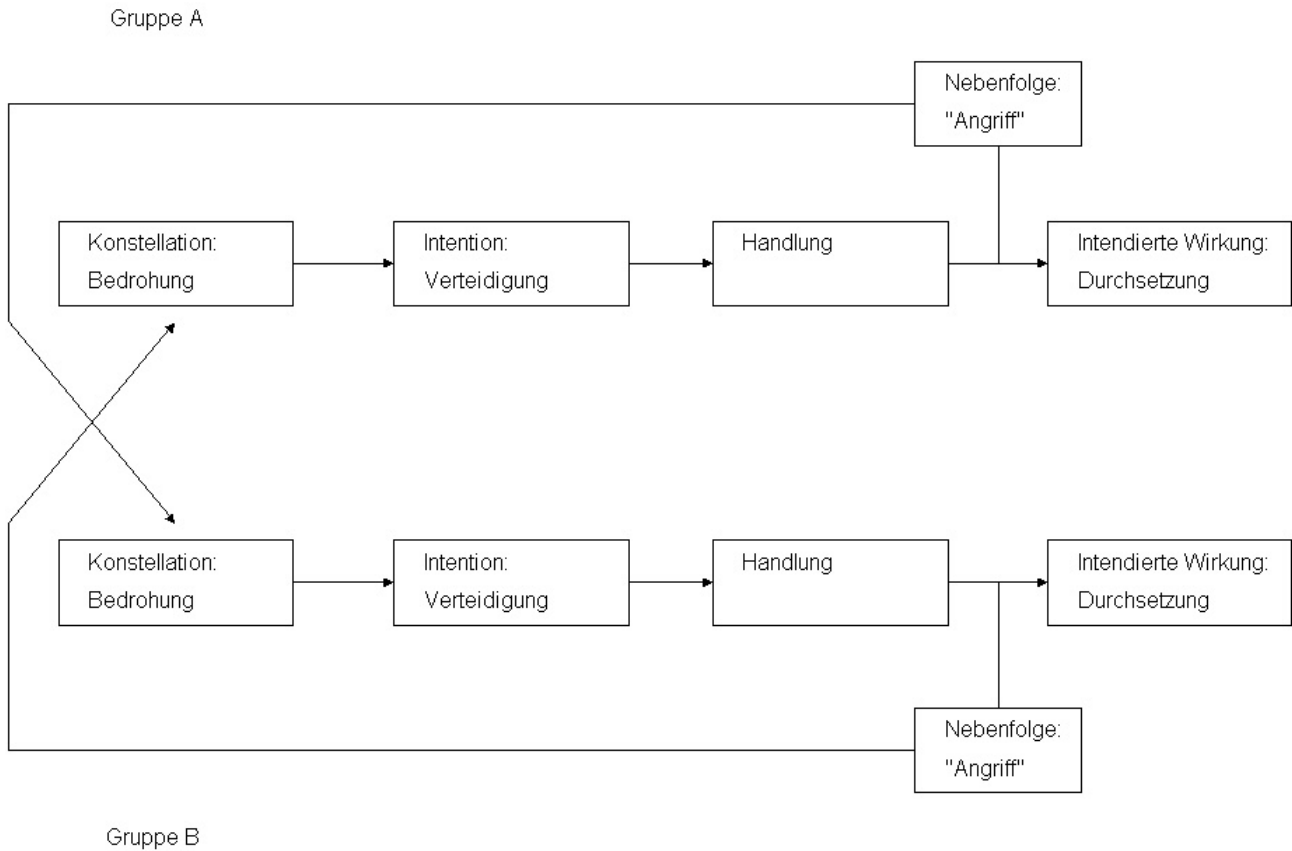 Gruppe A
Nebenfolge:
"Angriff"
Konstellation:
Bedrohung
Intention:
Verteidigung
Handlung
Intendierte Wirkung:
Durchsetzung
Konstellation:
Bedrohung
Intention:
Verteidigung
Handlung
Intendierte Wirkung:
Durchsetzung
Nebenfolge:
"Angriff"
Gruppe B